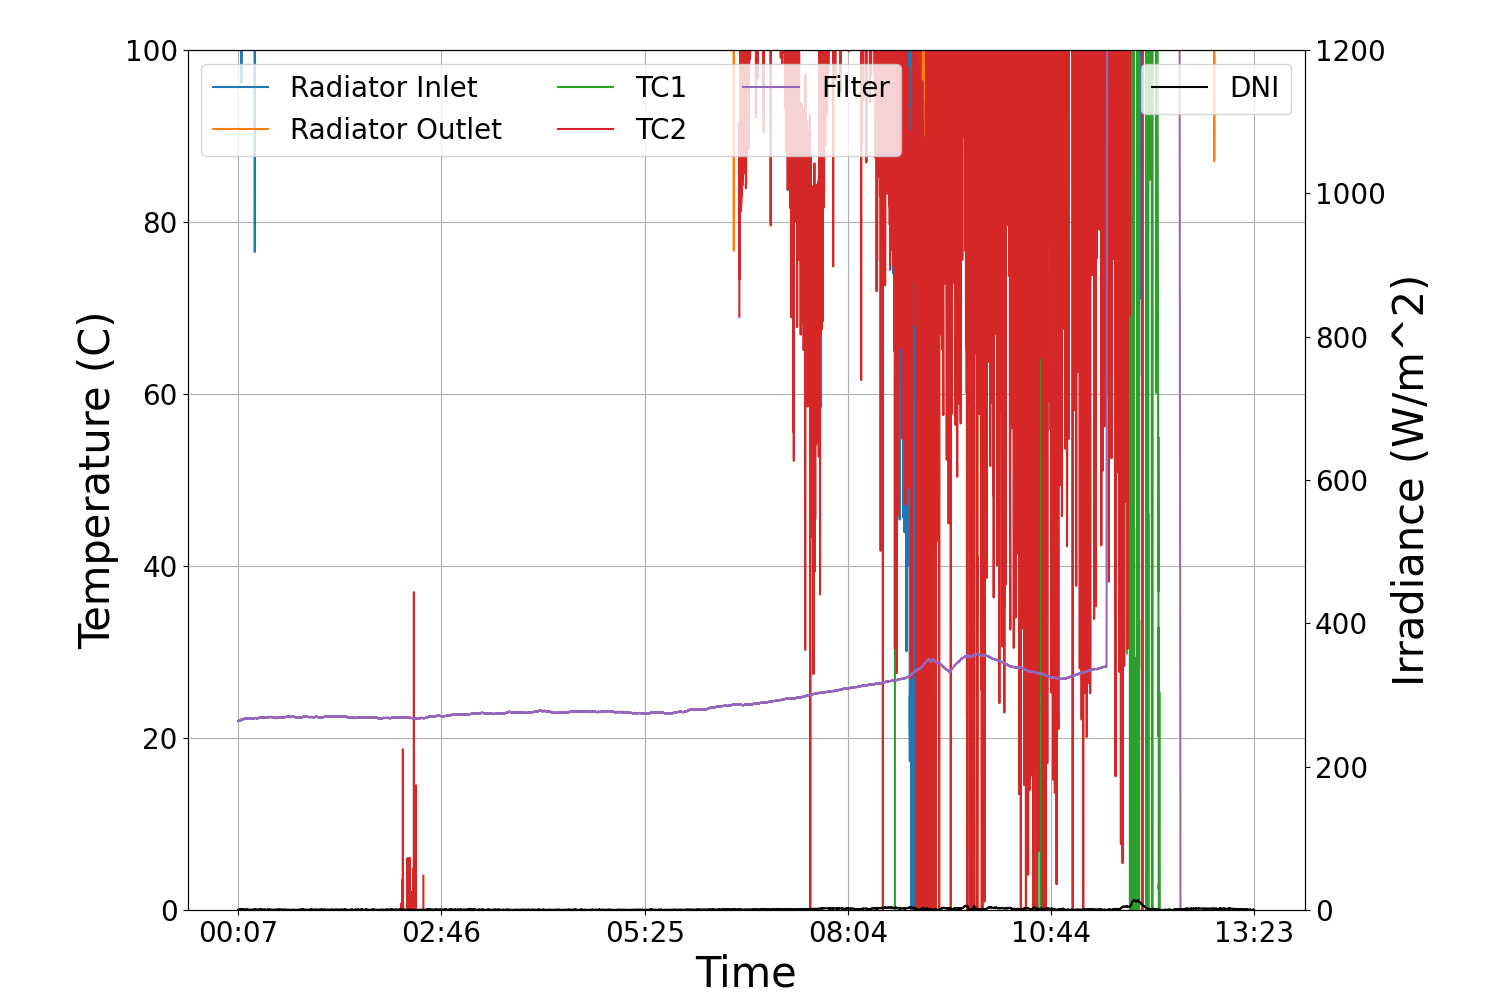 100
80
60
40
20
0
Temperature (C)
Radiator Inlet
Radiator Outlet
TC1
TC2
Filter
DNI
1200
1000
800
600
400
200
0
Irradiance (W/m^2)
00:07
02:46
05:25
08:04
10:44
13:23
Time